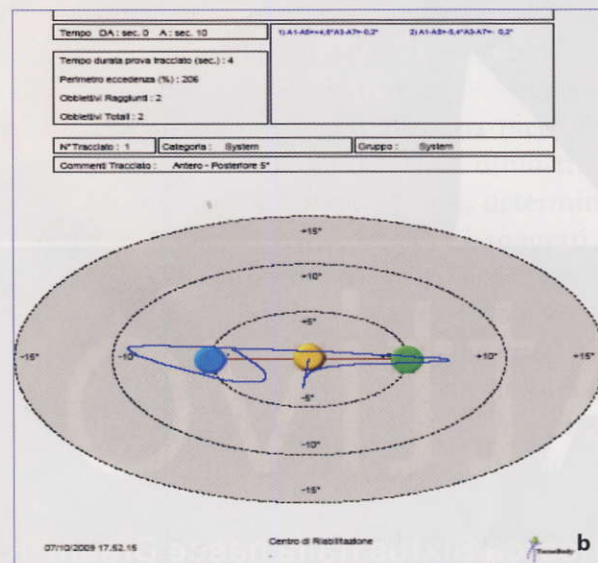 Tempo DA : sec. 0 A : sec. 10
1) A1-A5=+4,6°A3-A7=-0,2° 2) A1-A5=-5,4°A3-A7=- 0,2°
Tempo durata prova tracciato (sec.) : 4
Perimetro eccedenza (%) : 206
Obbiettivi Raggiunti : 2
Obbiettivi Totali : 2
N°Tracciato : 1 Categoria : System Gruppo : System
Commenti Tracciato : Antero - Posteriore 5°
+15°
+10°
+5°
-15° -10° +10° +15°
-5°
-10°
-15°
07/10/2009 17.52.15 Centro di Riabilitazione TecnoBody b